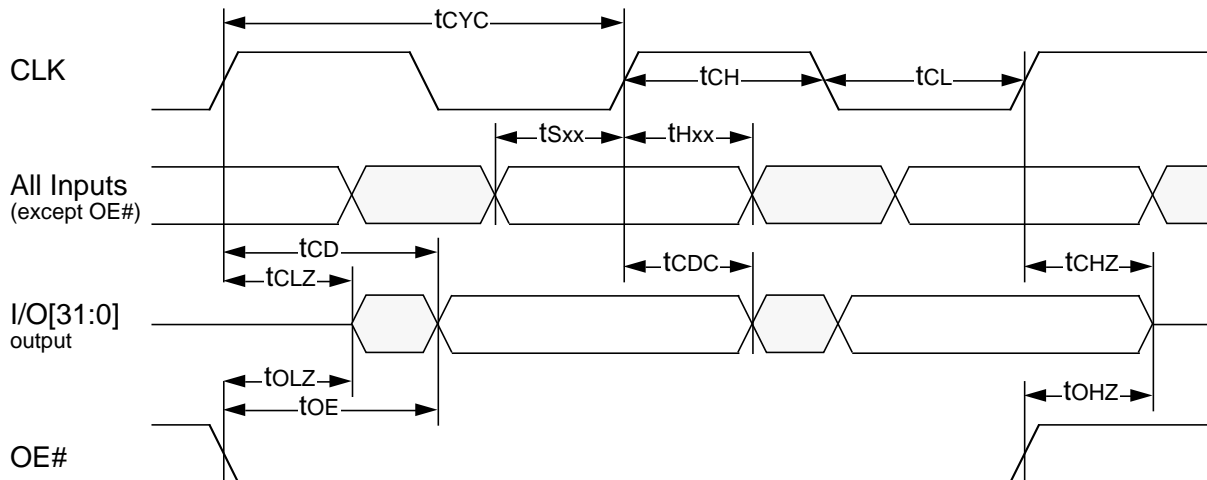 tCYC
CLK
tCH
tCL
tSxx
tHxx
All Inputs
(except OE#)
tCD
tCLZ
tCDC
tCHZ
I/O[31:0]
output
tOLZ
tOE
tOHZ
OE#